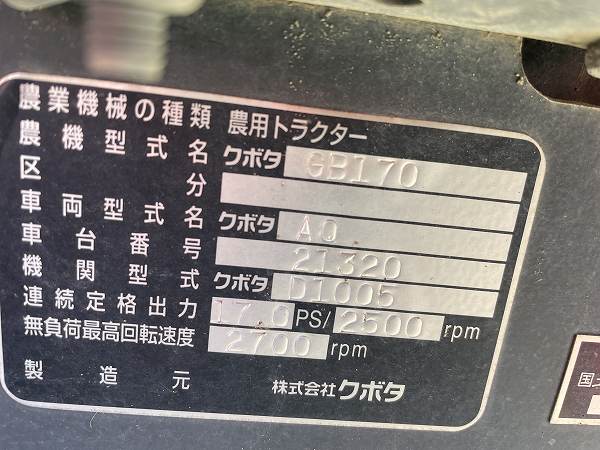 農業機械の種類 農用トラクター
農機型式名 クボタ GB170
区分
車両型式名 クボタ A0
車台番号 21320
機関型式 クボタ D1005
連続定格出力 17.0 PS/ 2500 rpm
無負荷最高回転速度 2700 rpm
製造元 株式会社クボタ
国土